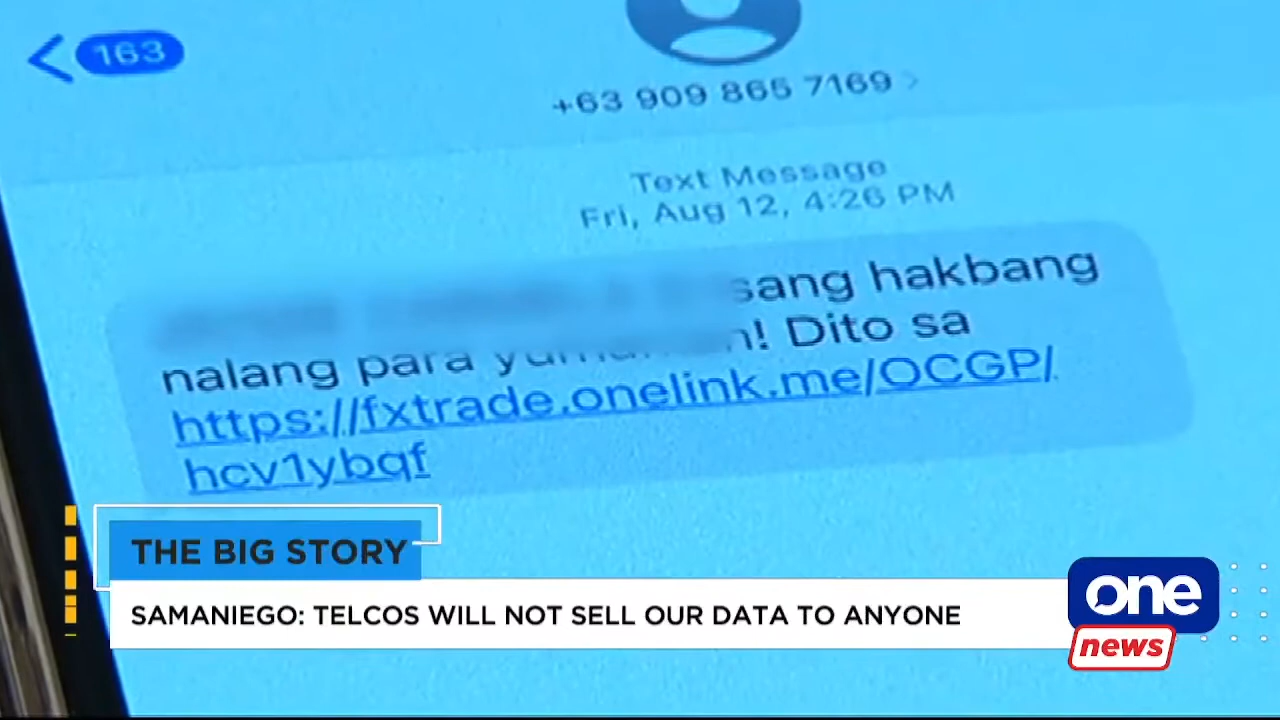 163
+63 909 865 7169
Text Message
Fri, Aug 12, 4:26 PM
hakbang
nalang para ! Dito sa
https://fxtrade.onelink.me/OCGP/
hcv1ybqf
THE BIG STORY
SAMANIEGO: TELCOS WILL NOT SELL OUR DATA TO ANYONE
one
news